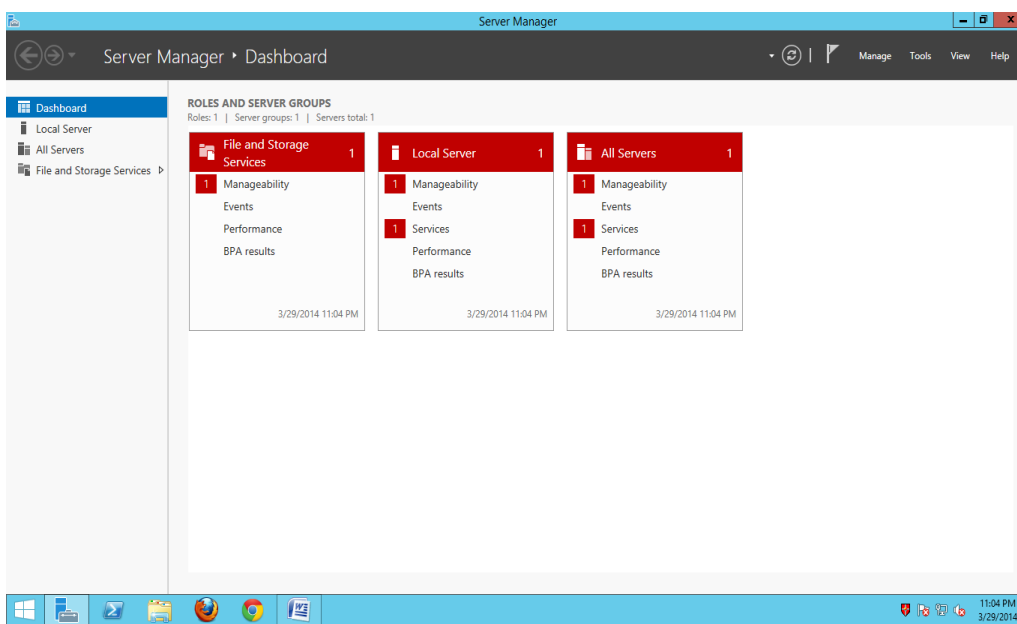 Server Manager
Server Manager ‣ Dashboard
Manage Tools View Help
Dashboard
Local Server
All Servers
File and Storage Services
ROLES AND SERVER GROUPS
Roles: 1 | Server groups: 1 | Servers total: 1
File and Storage
Services 1
1 Manageability
Events
Performance
BPA results
3/29/2014 11:04 PM
Local Server 1
1 Manageability
Events
1 Services
Performance
BPA results
3/29/2014 11:04 PM
All Servers 1
1 Manageability
Events
1 Services
Performance
BPA results
3/29/2014 11:04 PM
11:04 PM
3/29/2014